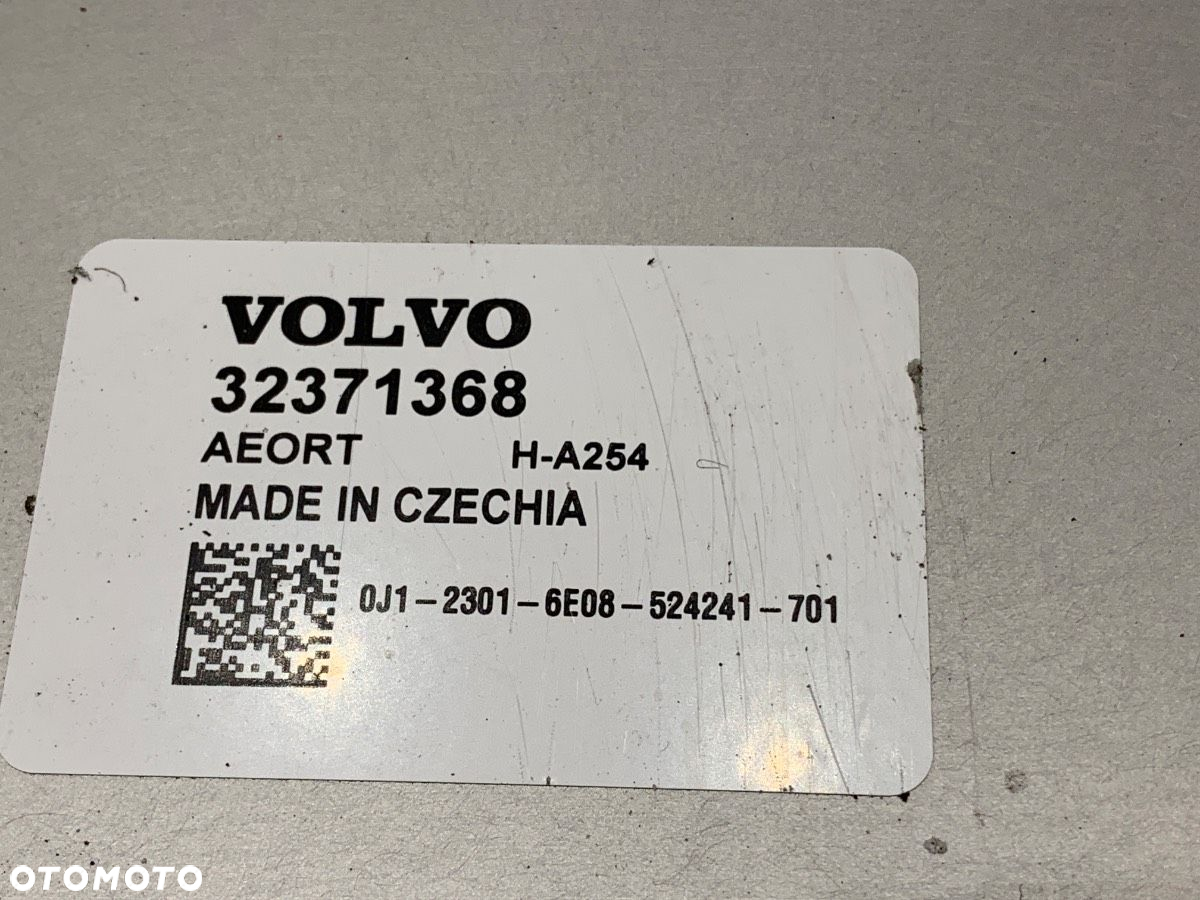 VOLVO
32371368
AEORT H-A254
MADE IN CZECHIA
0J1-2301-6E08-524241-701
OTOMOTO